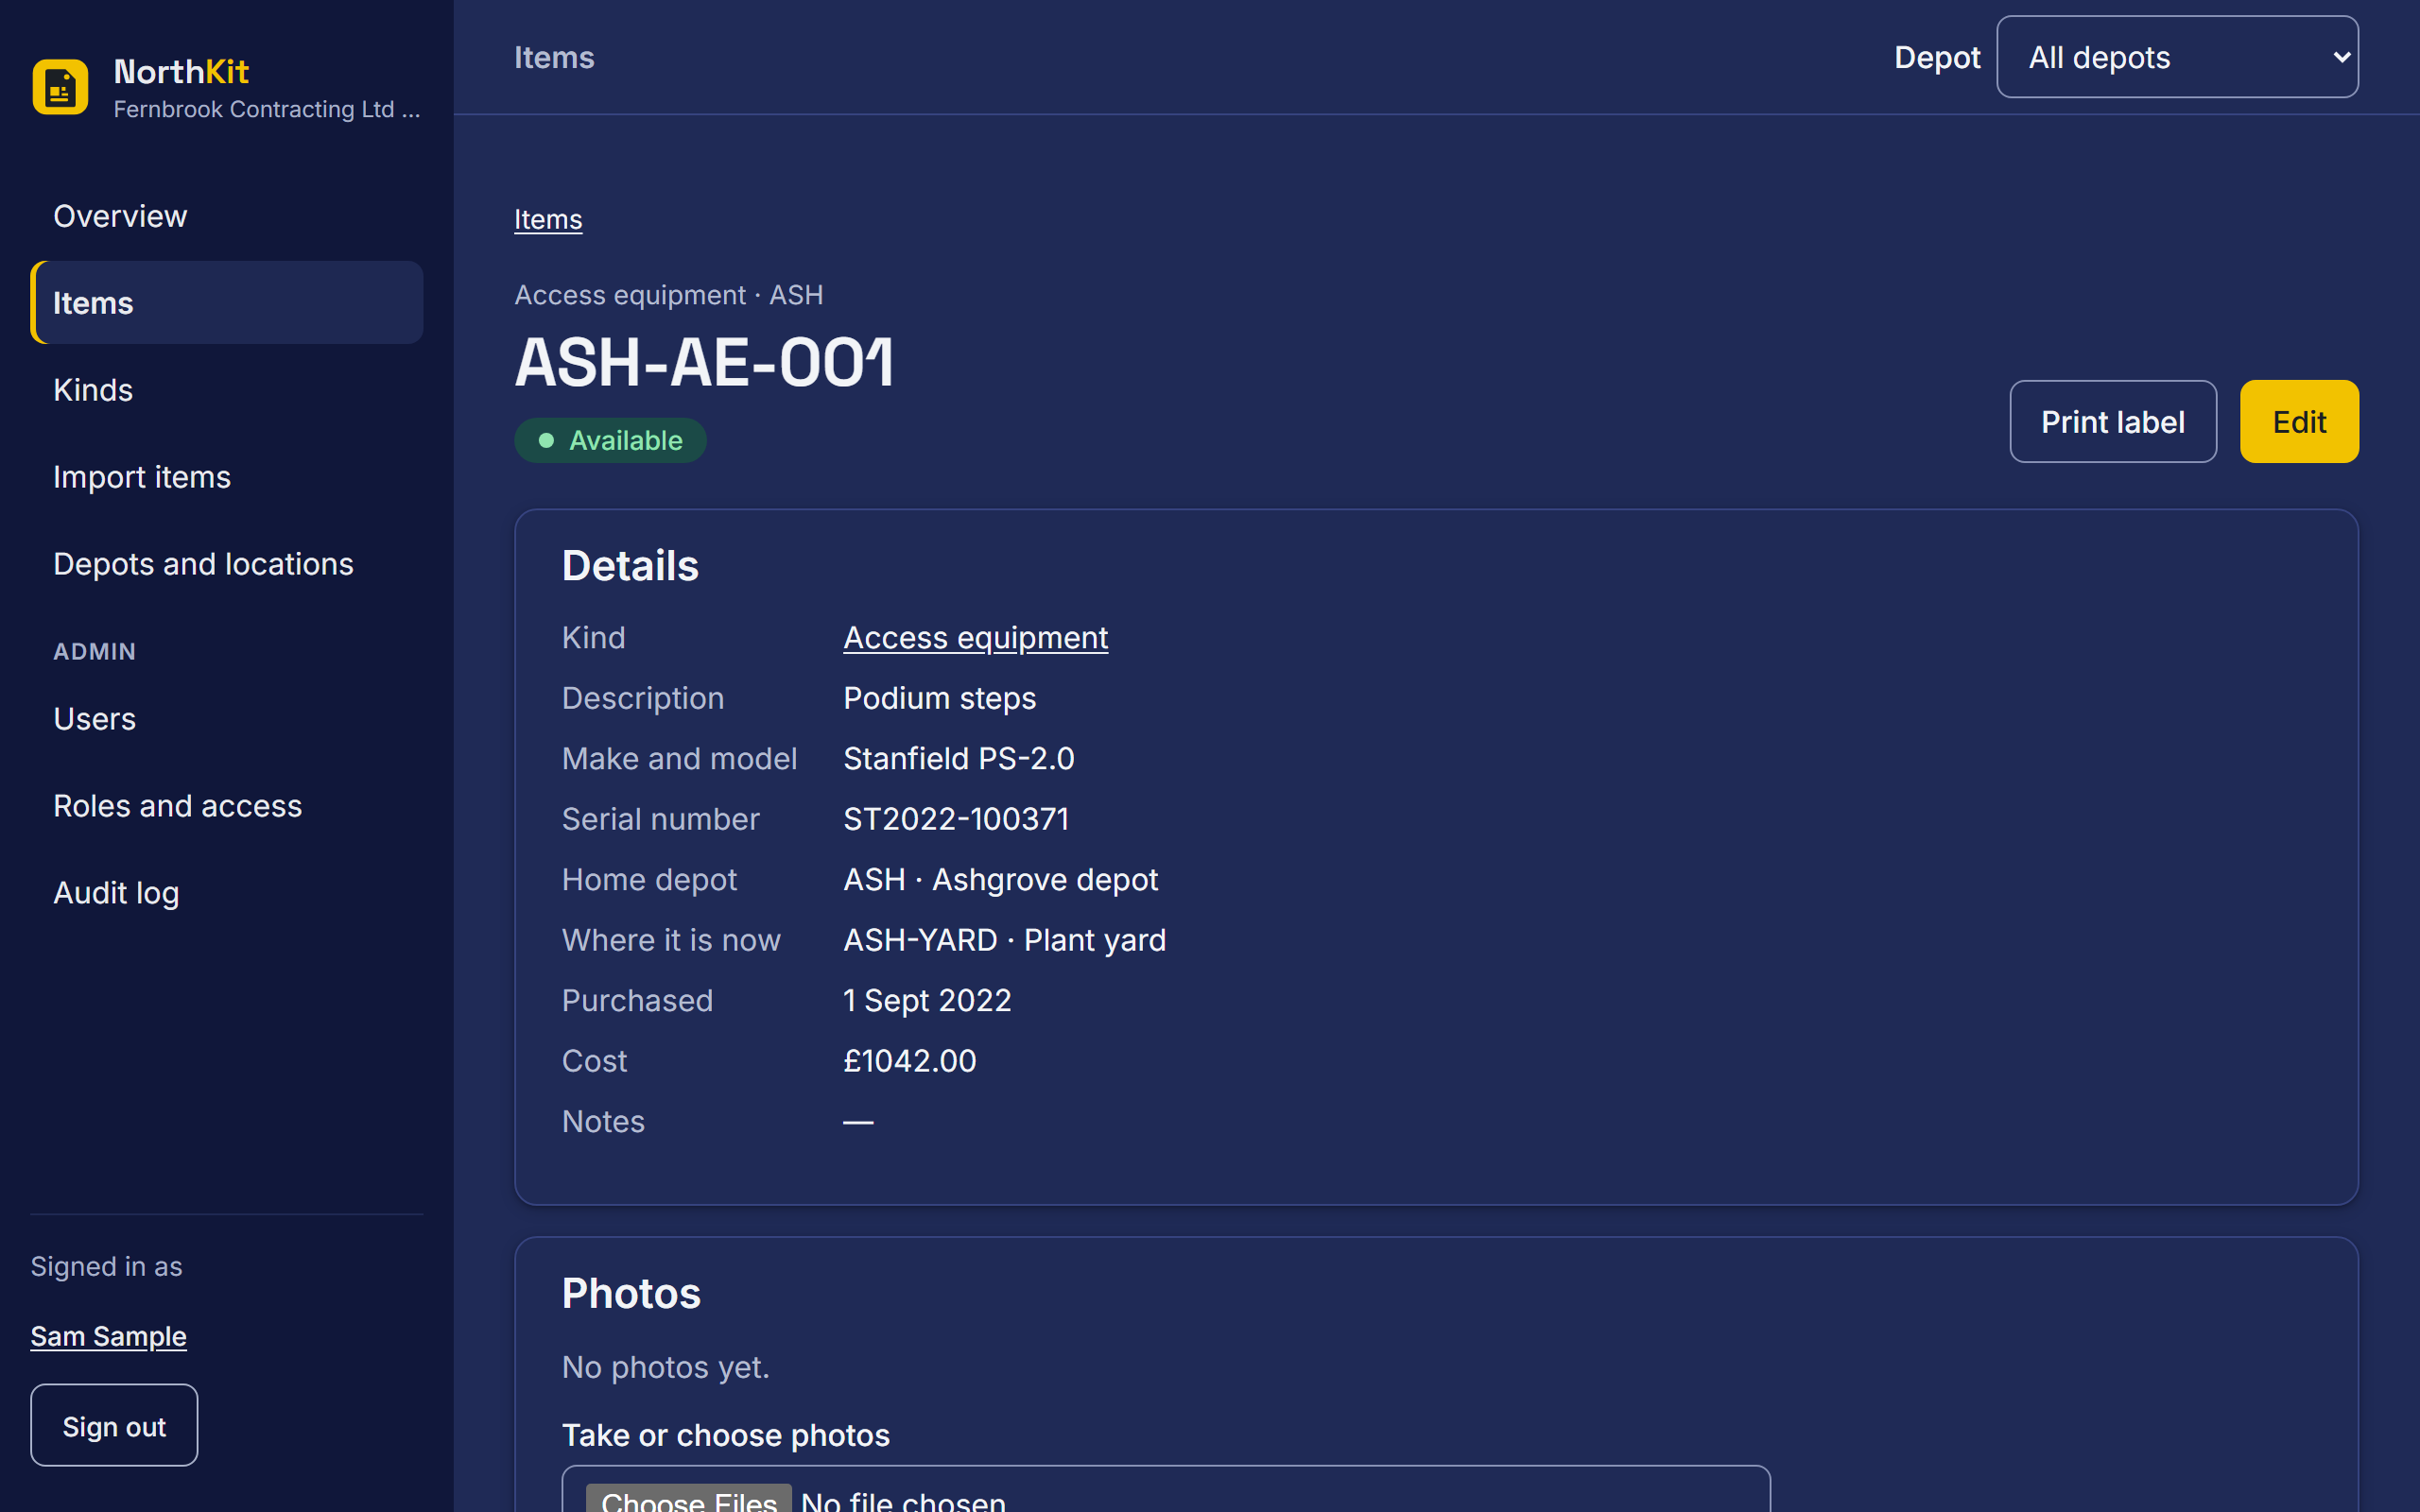 NorthKit
Fernbrook Contracting Ltd ...
Overview
Items
Kinds
Import items
Depots and locations
ADMIN
Users
Roles and access
Audit log
Signed in as
Sam Sample
Sign out
Items
Depot All depots
Items
Access equipment · ASH
ASH-AE-001
Available
Print label
Edit
Details
Kind Access equipment
Description Podium steps
Make and model Stanfield PS-2.0
Serial number ST2022-100371
Home depot ASH · Ashgrove depot
Where it is now ASH-YARD · Plant yard
Purchased 1 Sept 2022
Cost £1042.00
Notes —
Photos
No photos yet.
Take or choose photos
Choose Files No file chosen